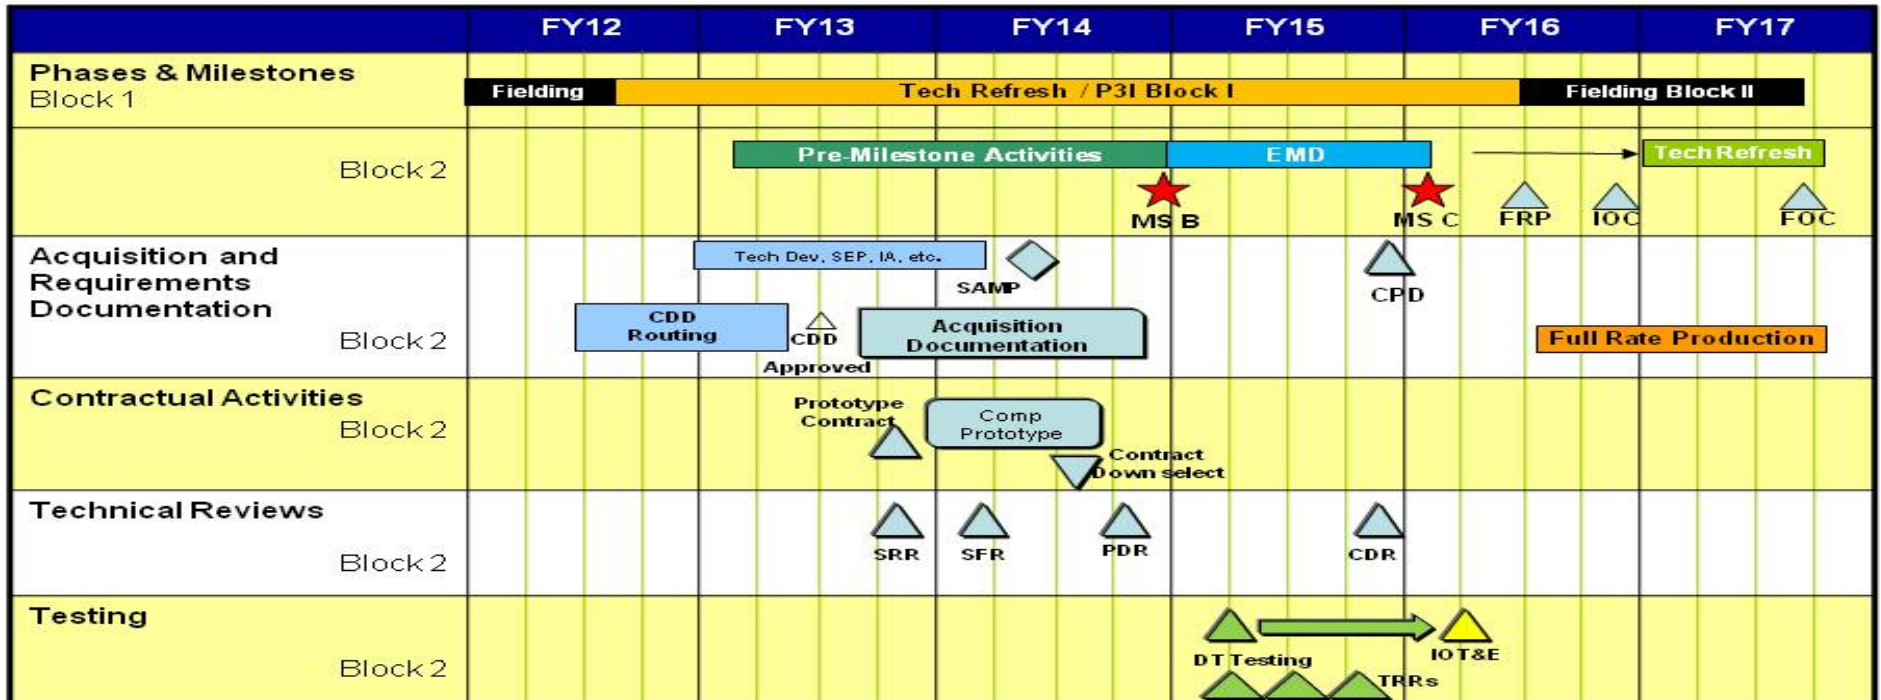 FY12 FY13 FY14 FY15 FY16 FY17
Phases & Milestones
Block 1
Fielding
Tech Refresh / P3I Block I
Fielding Block II
Block 2
Pre-Milestone Activities
EMD
Tech Refresh
MS B
MS C
FRP
IOC
FOC
Acquisition and
Requirements
Documentation
Block 2
Tech Dev, SEP, IA, etc.
SAMP
CPD
CDD
Routing
CDD
Approved
Acquisition
Documentation
Full Rate Production
Contractual Activities
Block 2
Prototype
Contract
Comp
Prototype
Contract
Down select
Technical Reviews
Block 2
SRR
SFR
PDR
CDR
Testing
Block 2
DT Testing
IOT&E
TRRs